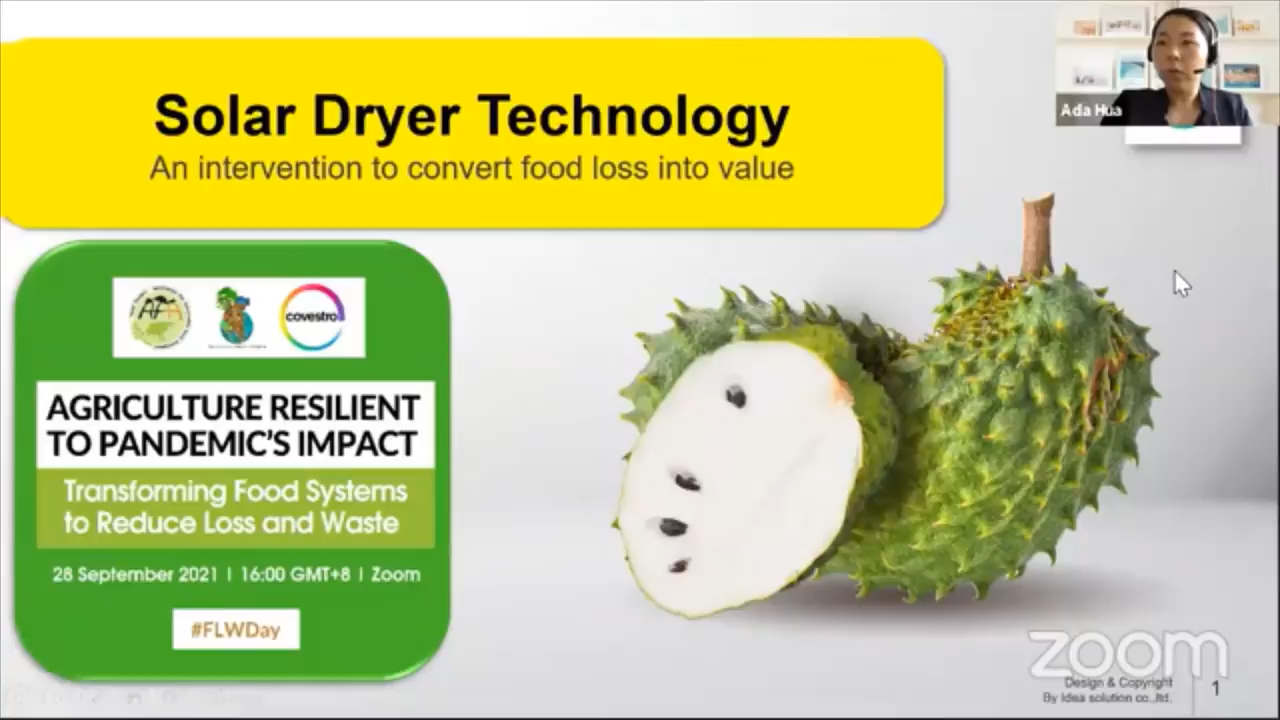 Solar Dryer Technology
An intervention to convert food loss into value
Ada Hua
AFA
covestro
AGRICULTURE RESILIENT
TO PANDEMIC'S IMPACT
Transforming Food Systems
to Reduce Loss and Waste
28 September 2021 | 16:00 GMT+8 | Zoom
#FLWDay
zoom
Design & Copyright
By Idea solution co.,ltd.
1